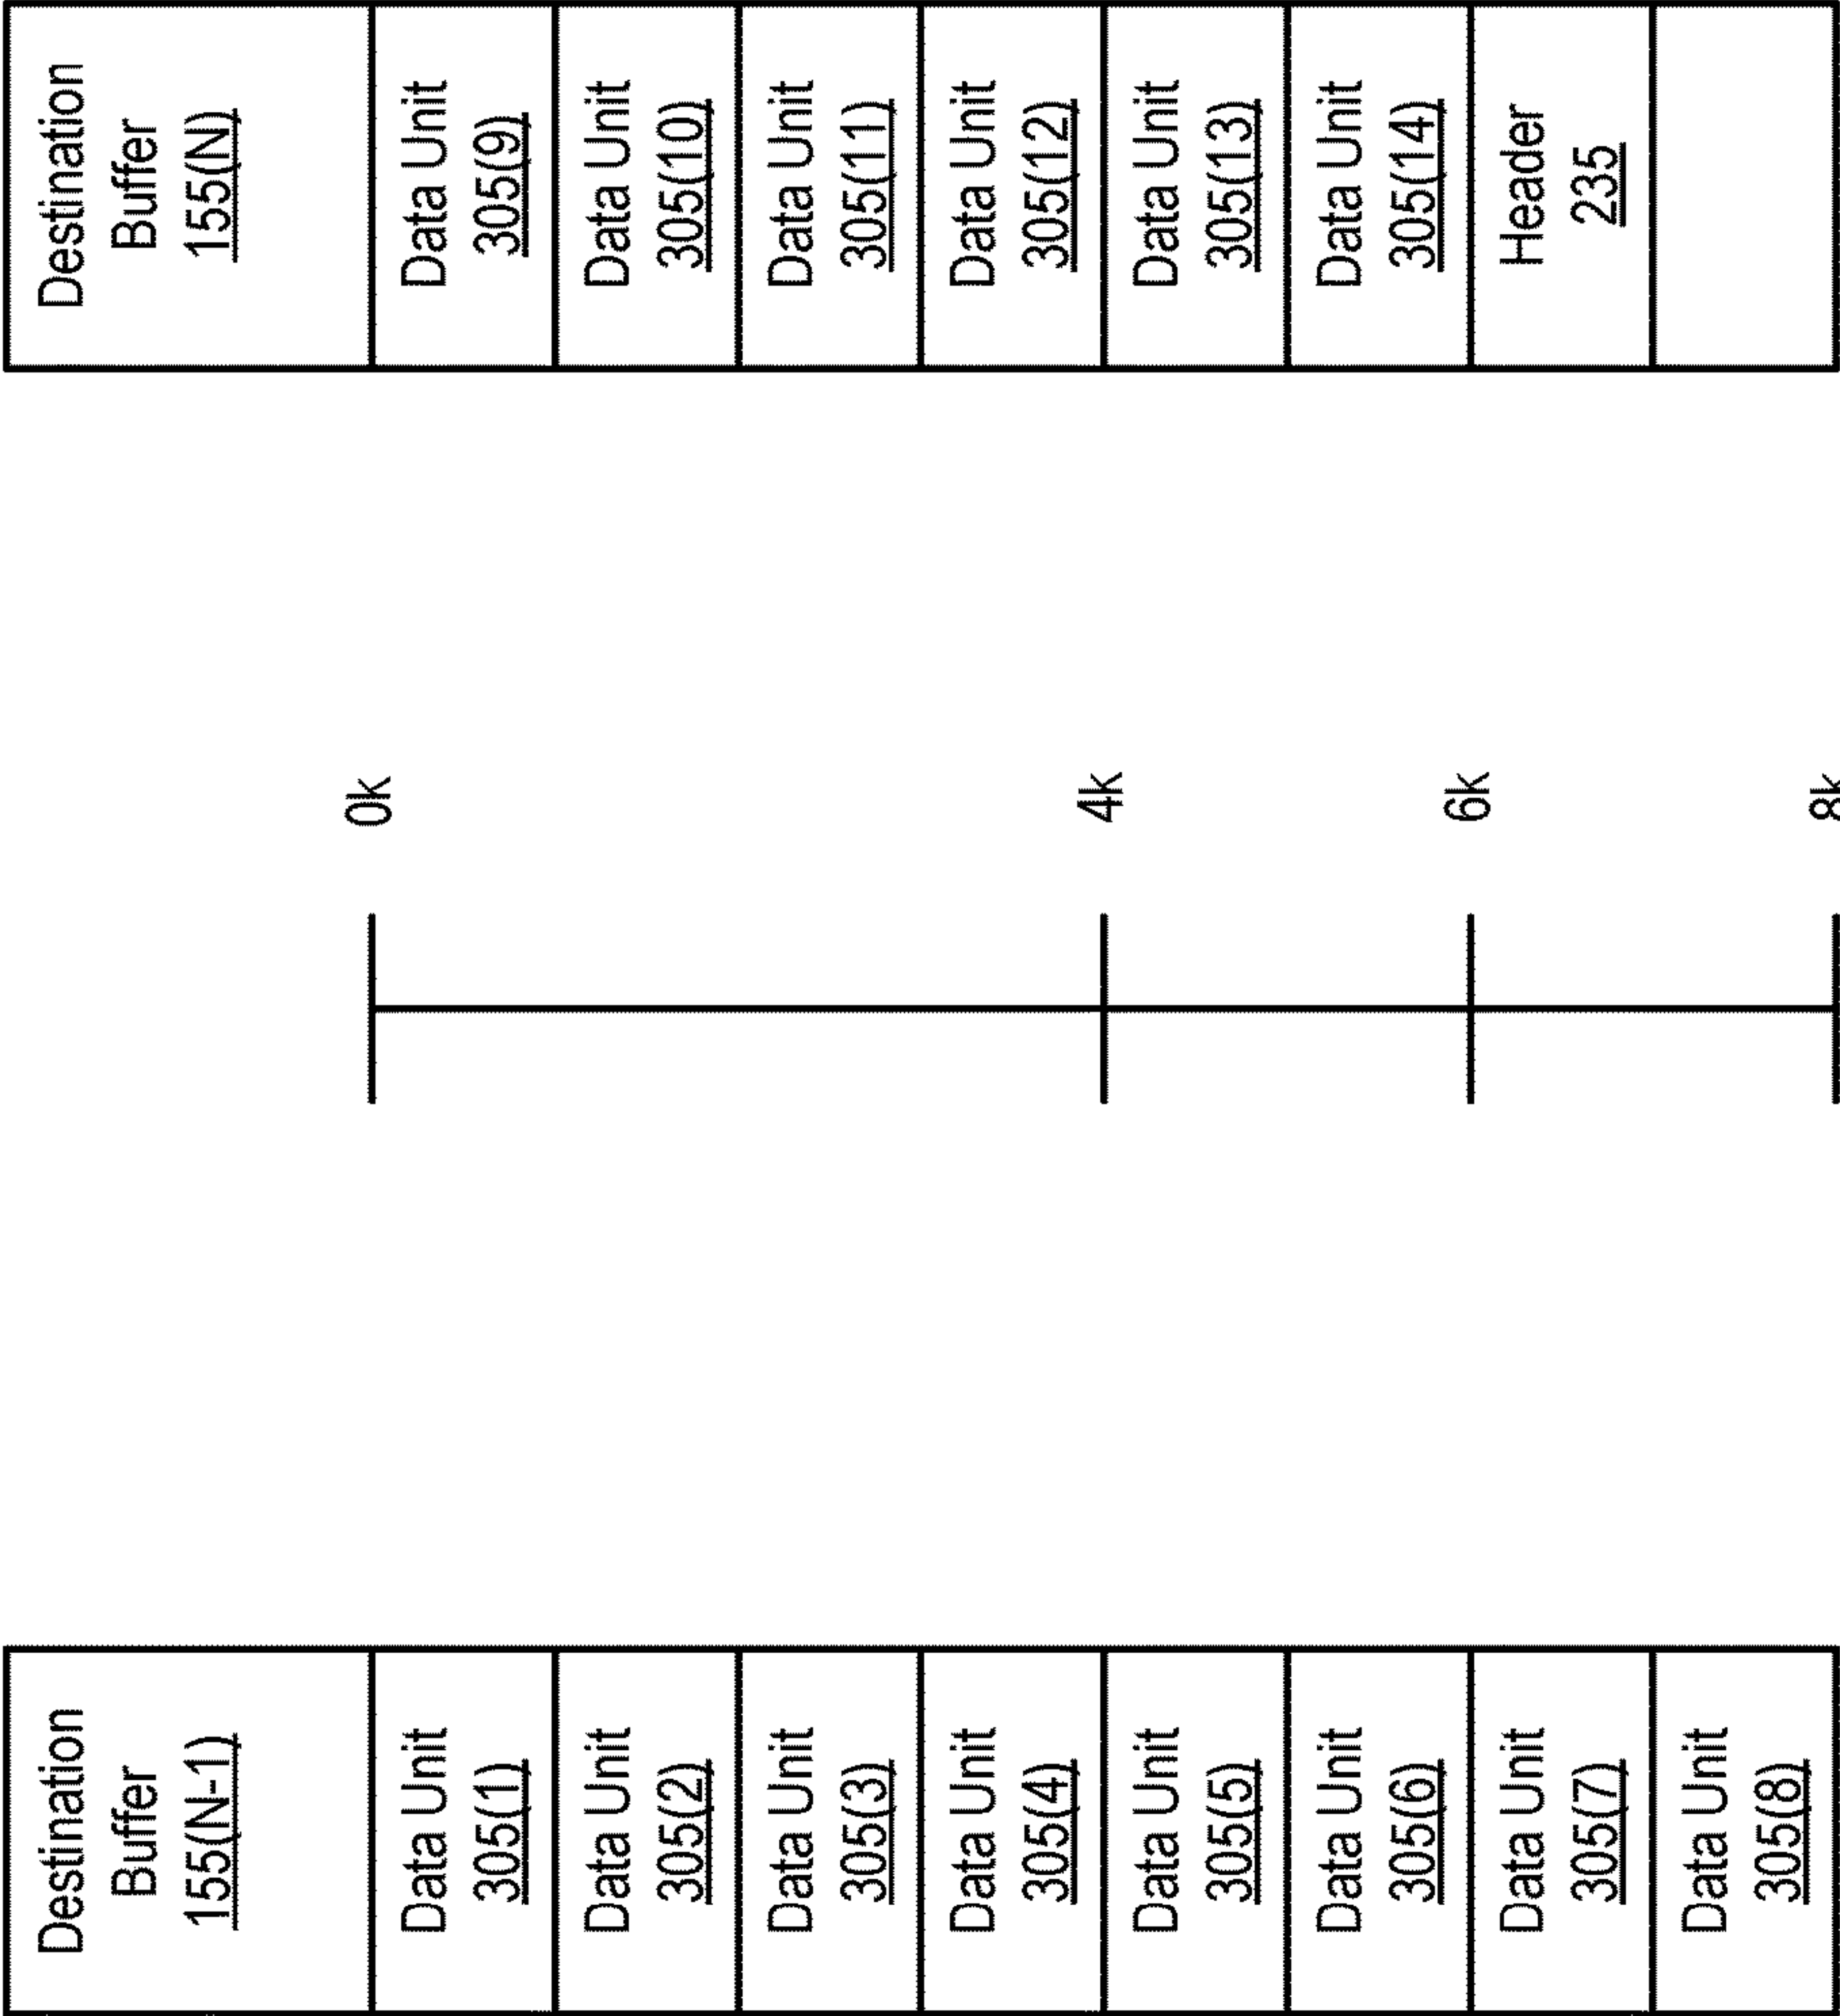 Destination
Buffer
155(N-1)
Data Unit
305(1)
Data Unit
305(2)
Data Unit
305(3)
Data Unit
305(4)
Data Unit
305(5)
Data Unit
305(6)
Data Unit
305(7)
Data Unit
305(8)
0k
4k
6k
8k
Destination
Buffer
155(N)
Data Unit
305(9)
Data Unit
305(10)
Data Unit
305(11)
Data Unit
305(12)
Data Unit
305(13)
Data Unit
305(14)
Header
235